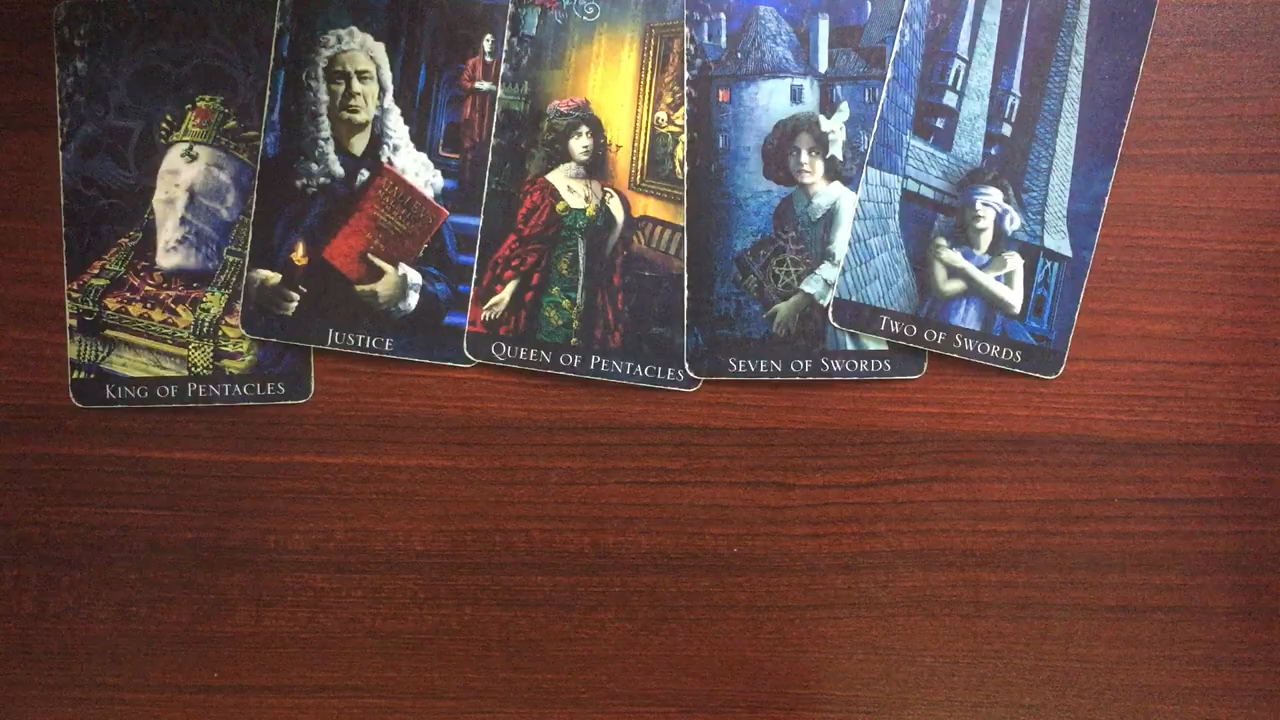 King of Pentacles
Justice
Queen of Pentacles
Seven of Swords
Two of Swords